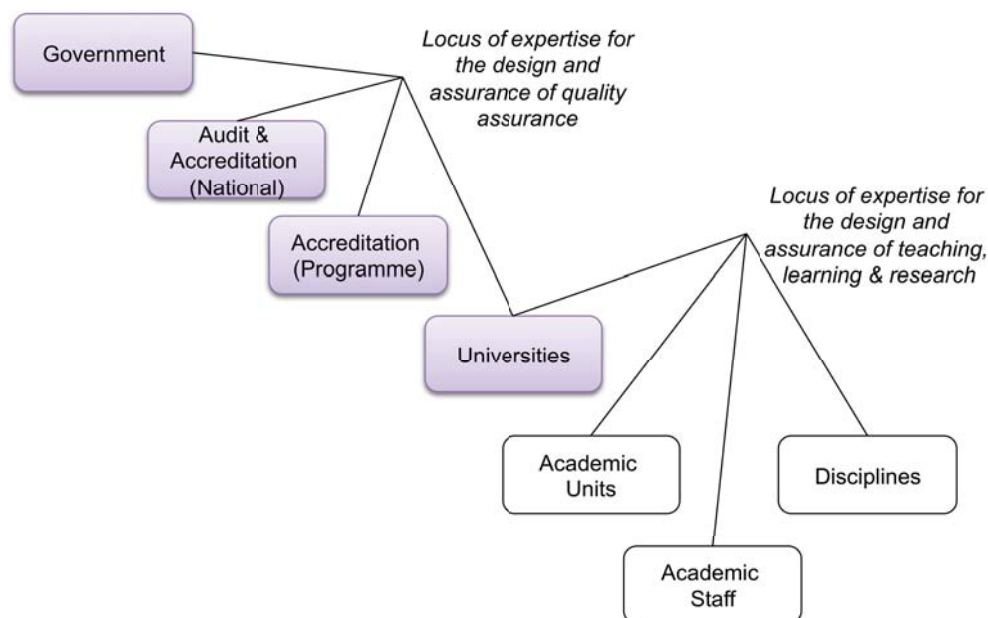 Government
Locus of expertise for
the design and
assurance of quality
assurance
Audit &
Accreditation
(National)
Accreditation
(Programme)
Locus of expertise for
the design and
assurance of teaching,
learning & research
Universities
Academic
Units
Disciplines
Academic
Staff